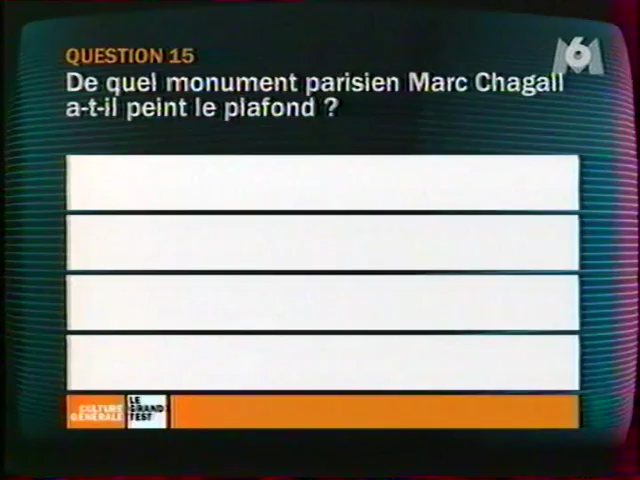 QUESTION 15
De quel monument parisien Marc Chagall
a-t-il peint le plafond ?
M6
CULTURE
GÉNÉRALE
LE
GRAND
TEST